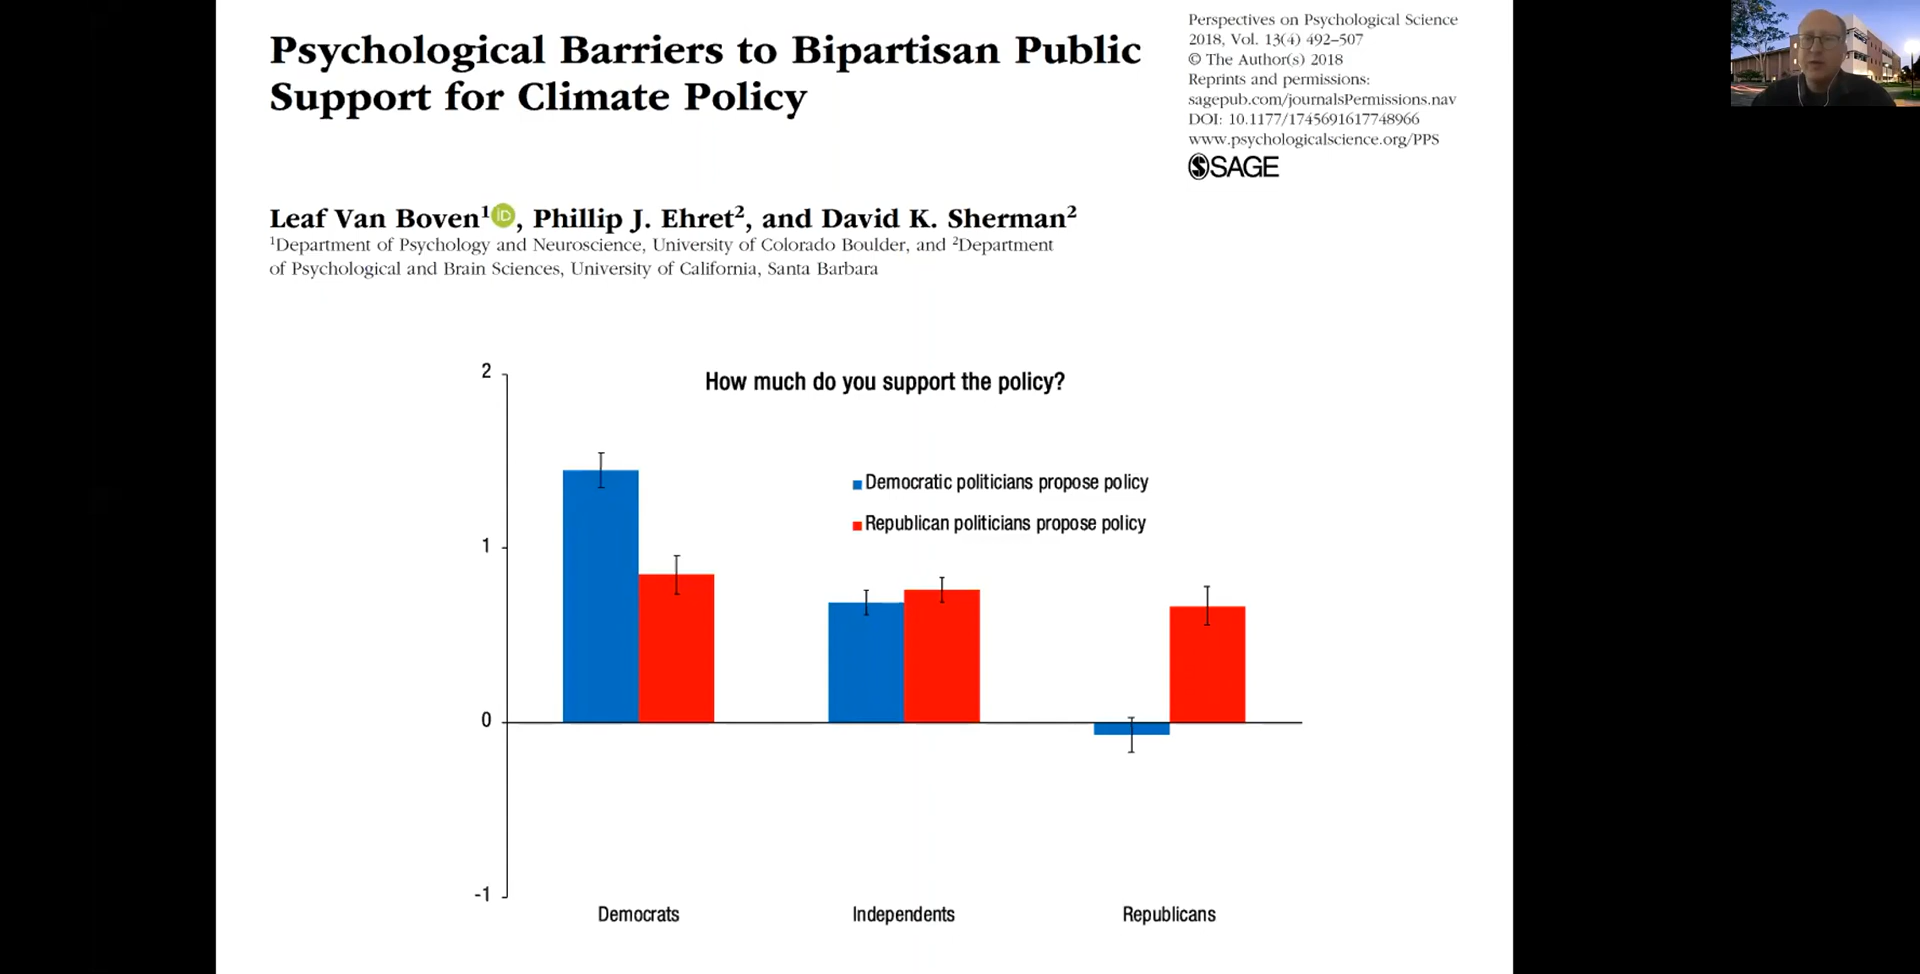 Psychological Barriers to Bipartisan Public
Support for Climate Policy
Perspectives on Psychological Science
2018, Vol. 13(4) 492–507
© The Author(s) 2018
Reprints and permissions:
sagepub.com/journalsPermissions.nav
DOI: 10.1177/1745691617748966
www.psychologicalscience.org/PPS
SAGE
Leaf Van Boven¹ iD, Phillip J. Ehret², and David K. Sherman²
¹Department of Psychology and Neuroscience, University of Colorado Boulder, and ²Department
of Psychological and Brain Sciences, University of California, Santa Barbara
How much do you support the policy?
2
1
0
-1
Democratic politicians propose policy
Republican politicians propose policy
Democrats
Independents
Republicans